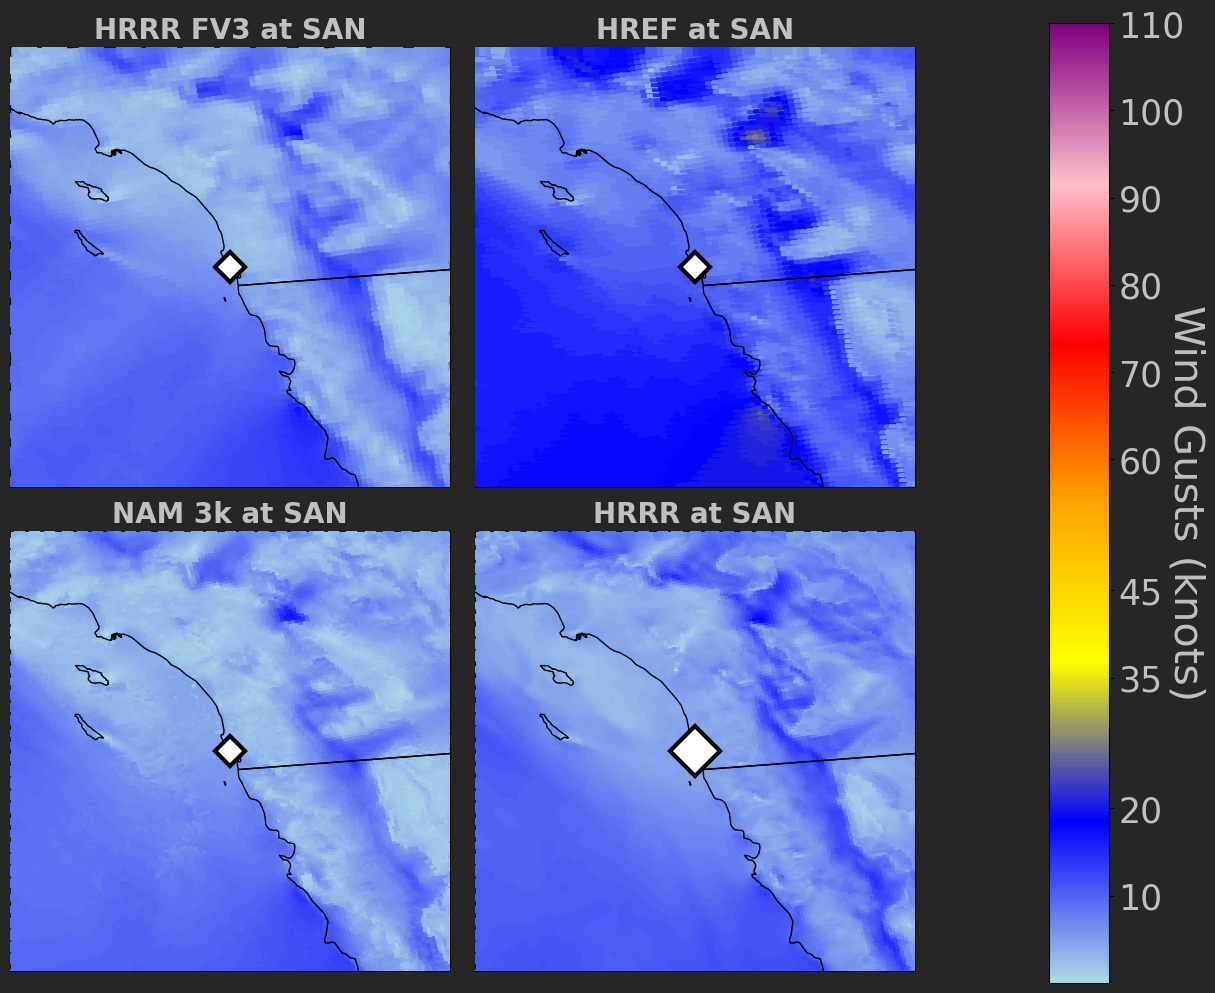 HRRR FV3 at SAN
HREF at SAN
NAM 3k at SAN
HRRR at SAN
110
100
90
80
70
60
45
35
20
10
Wind Gusts (knots)